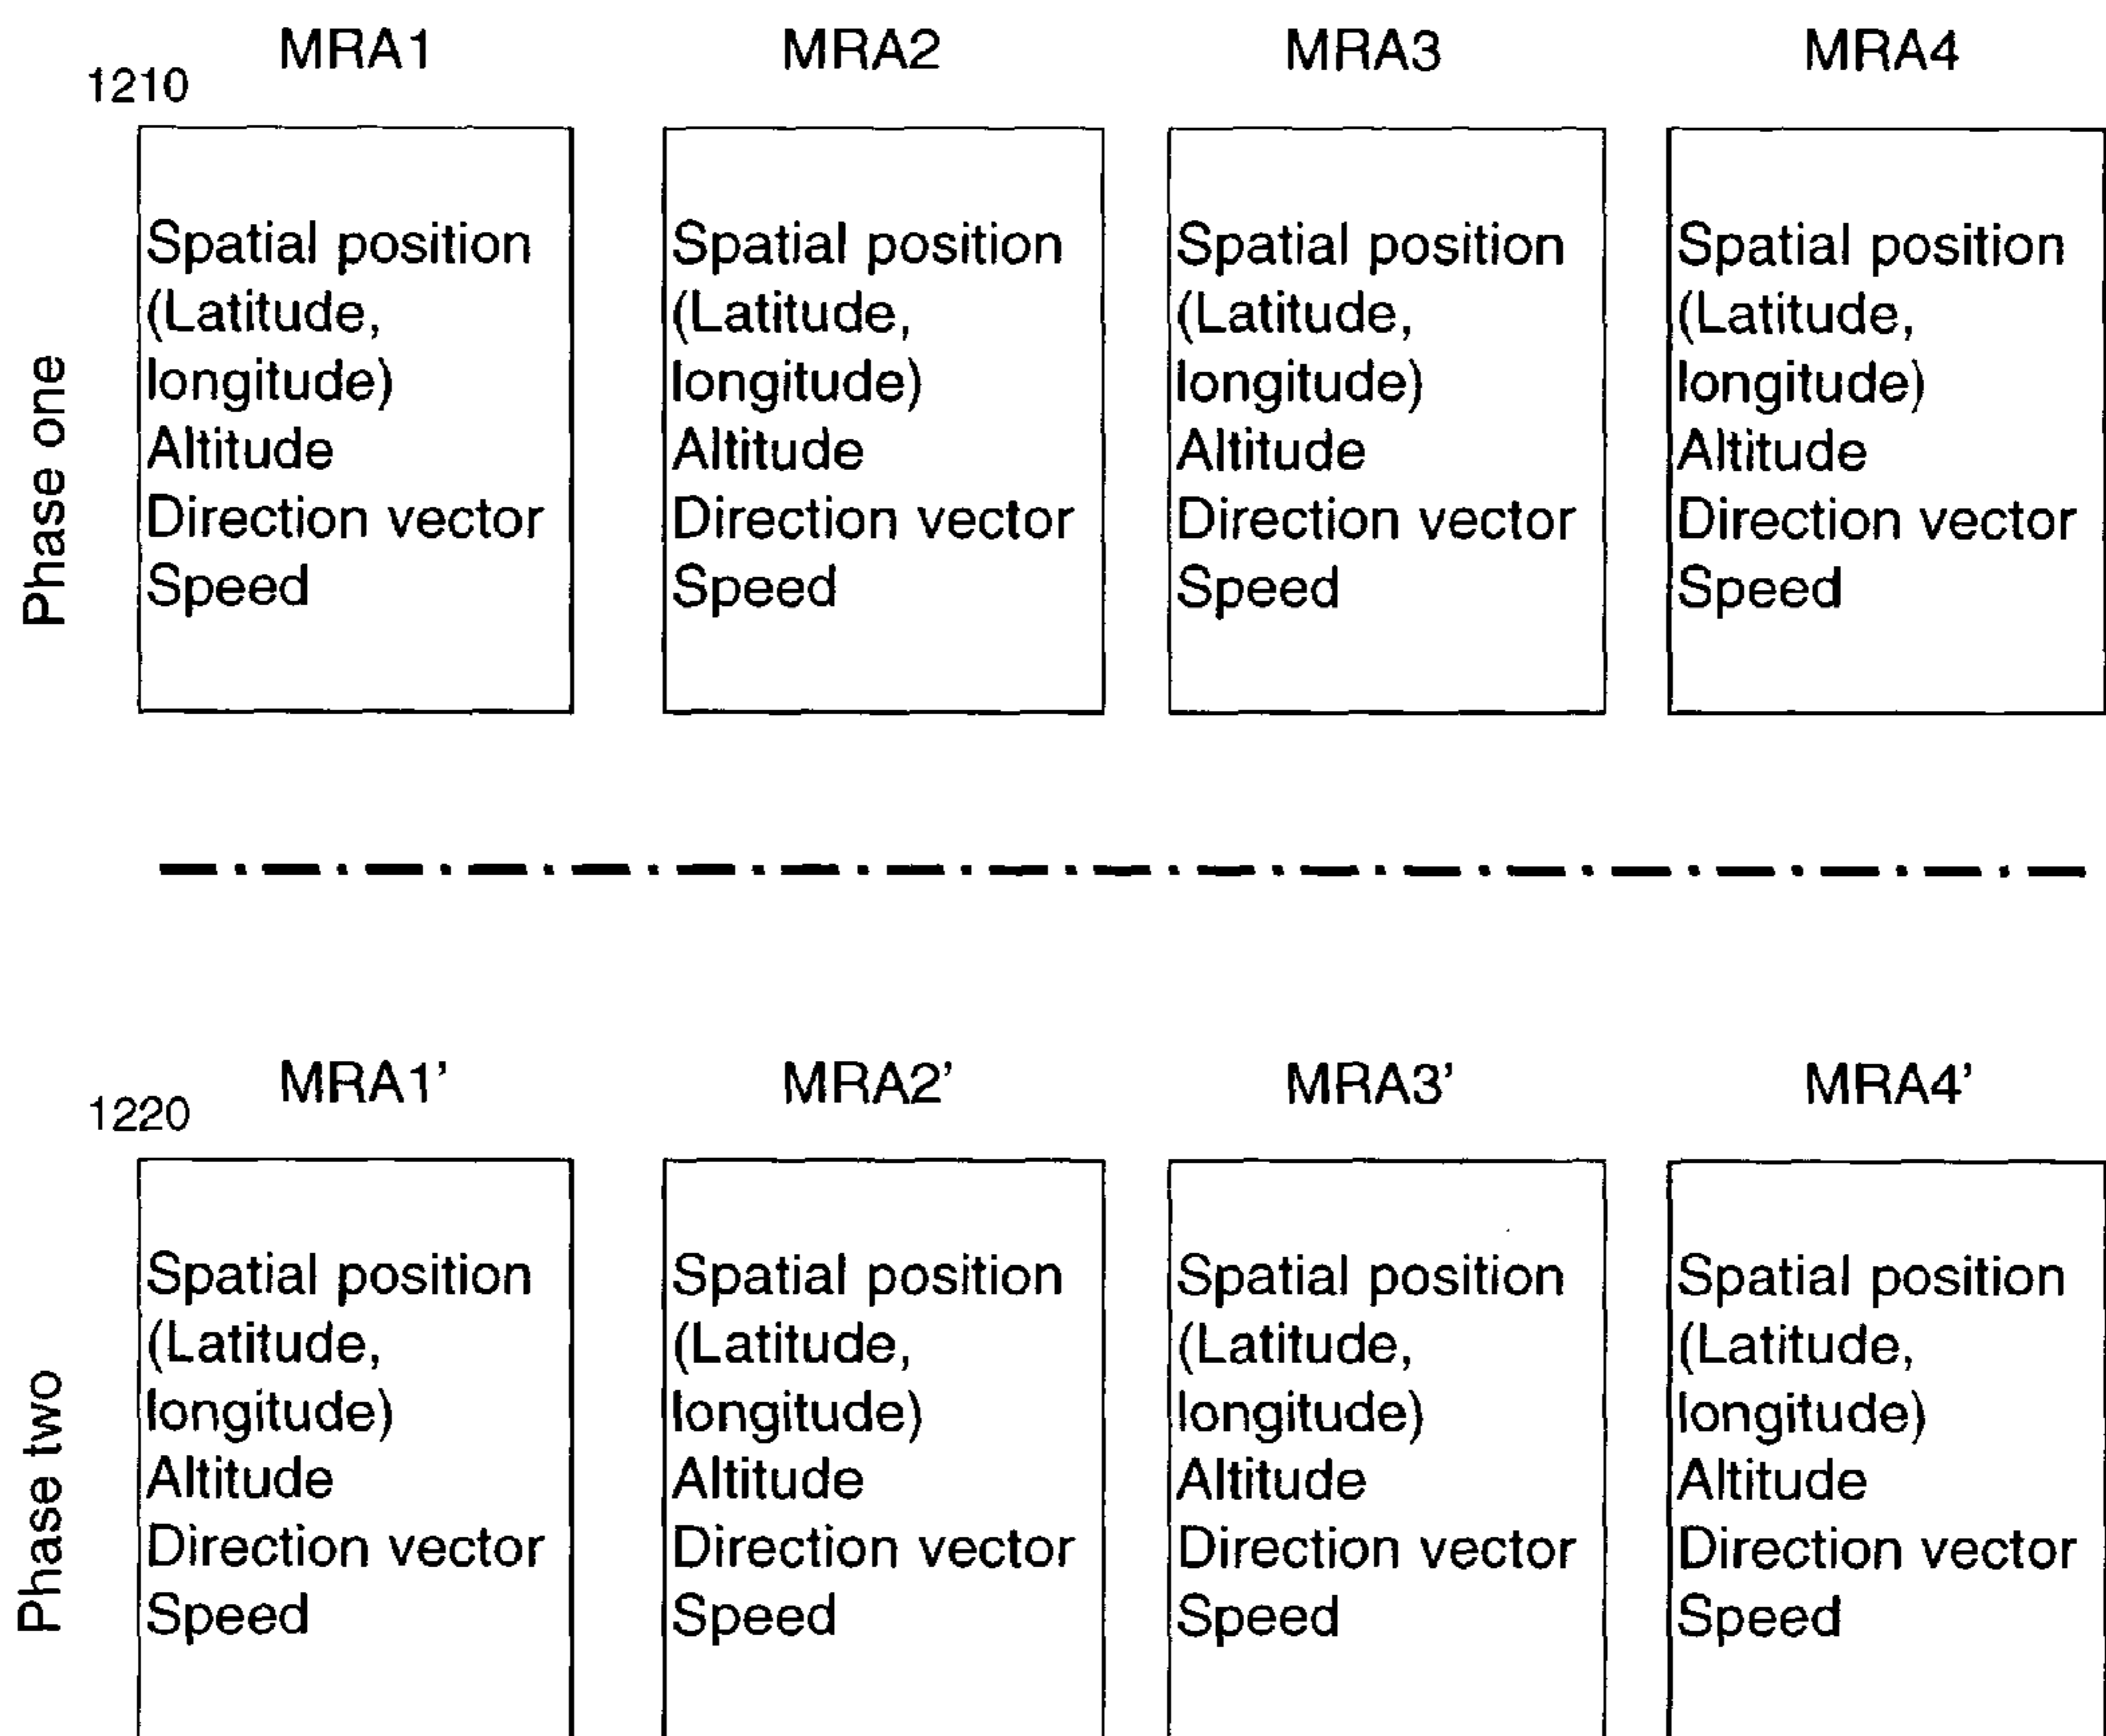 MRA1 MRA2 MRA3 MRA4
1210
Phase one
Spatial position
(Latitude,
longitude)
Altitude
Direction vector
Speed
Spatial position
(Latitude,
longitude)
Altitude
Direction vector
Speed
Spatial position
(Latitude,
longitude)
Altitude
Direction vector
Speed
Spatial position
(Latitude,
longitude)
Altitude
Direction vector
Speed
MRA1' MRA2' MRA3' MRA4'
1220
Phase two
Spatial position
(Latitude,
longitude)
Altitude
Direction vector
Speed
Spatial position
(Latitude,
longitude)
Altitude
Direction vector
Speed
Spatial position
(Latitude,
longitude)
Altitude
Direction vector
Speed
Spatial position
(Latitude,
longitude)
Altitude
Direction vector
Speed